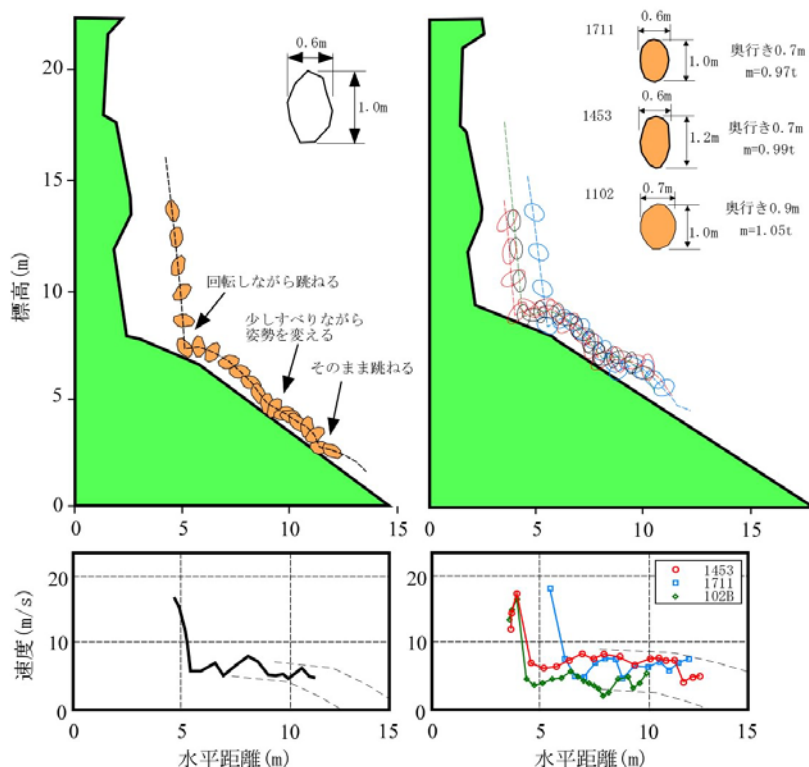 標高(m)
20
15
10
5
0
0
5
10
15
0.6m
1.0m
回転しながら跳ねる
少しすべりながら
姿勢を変える
そのまま跳ねる
1711
0.6m
1.0m
奥行き0.7m
m=0.97t
1453
0.6m
1.2m
奥行き0.7m
m=0.99t
1102
0.7m
1.0m
奥行き0.9m
m=1.05t
0
5
10
15
速度(m/s)
20
10
0
0
5
10
15
水平距離(m)
20
10
0
1453
1711
102B
0
5
10
15
水平距離(m)